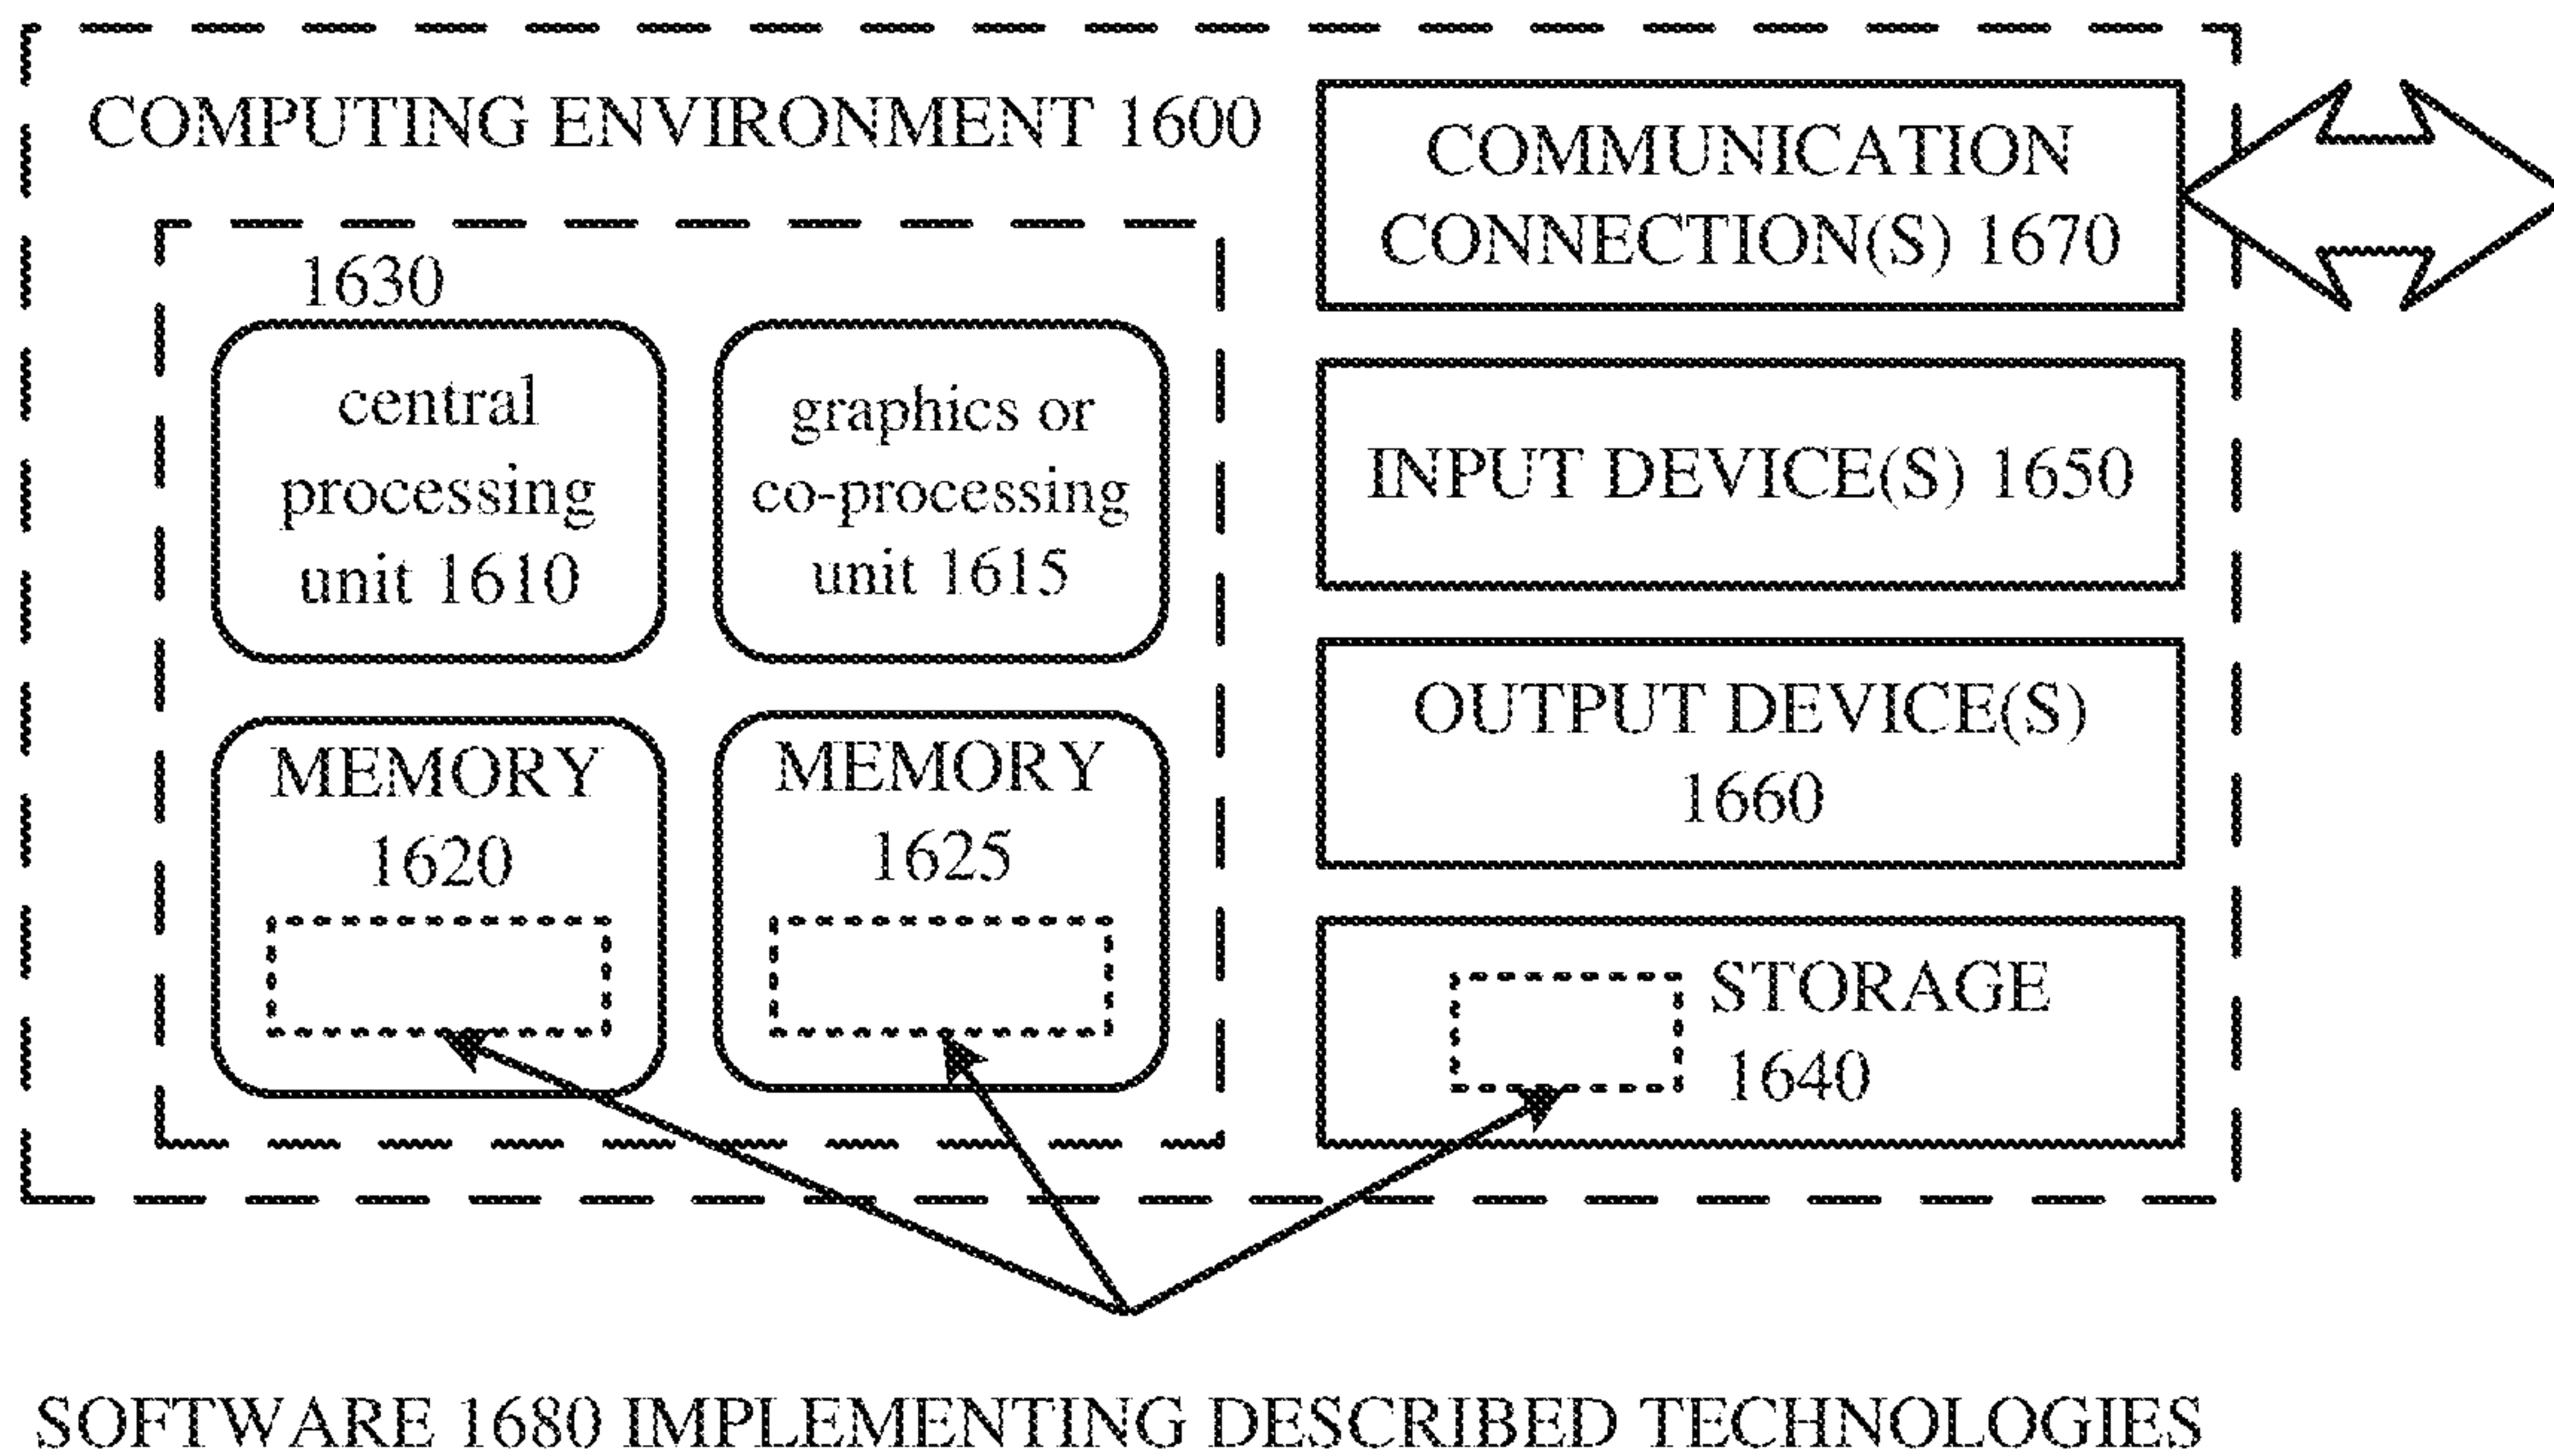 COMPUTING ENVIRONMENT 1600
1630
central
processing
unit 1610
graphics or
co-processing
unit 1615
MEMORY
1620
MEMORY
1625
COMMUNICATION
CONNECTION(S) 1670
INPUT DEVICE(S) 1650
OUTPUT DEVICE(S)
1660
STORAGE
1640
SOFTWARE 1680 IMPLEMENTING DESCRIBED TECHNOLOGIES